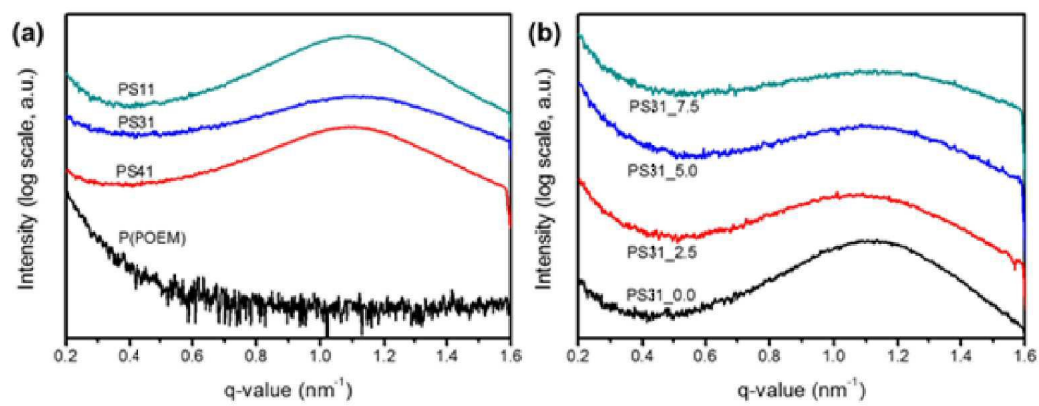 (a)
Intensity (log scale, a.u.)
PS11
PS31
PS41
P(POEM)
0.2 0.4 0.6 0.8 1.0 1.2 1.4 1.6
q-value (nm⁻¹)
(b)
Intensity (log scale, a.u.)
PS31_7.5
PS31_5.0
PS31_2.5
PS31_0.0
0.2 0.4 0.6 0.8 1.0 1.2 1.4 1.6
q-value (nm⁻¹)